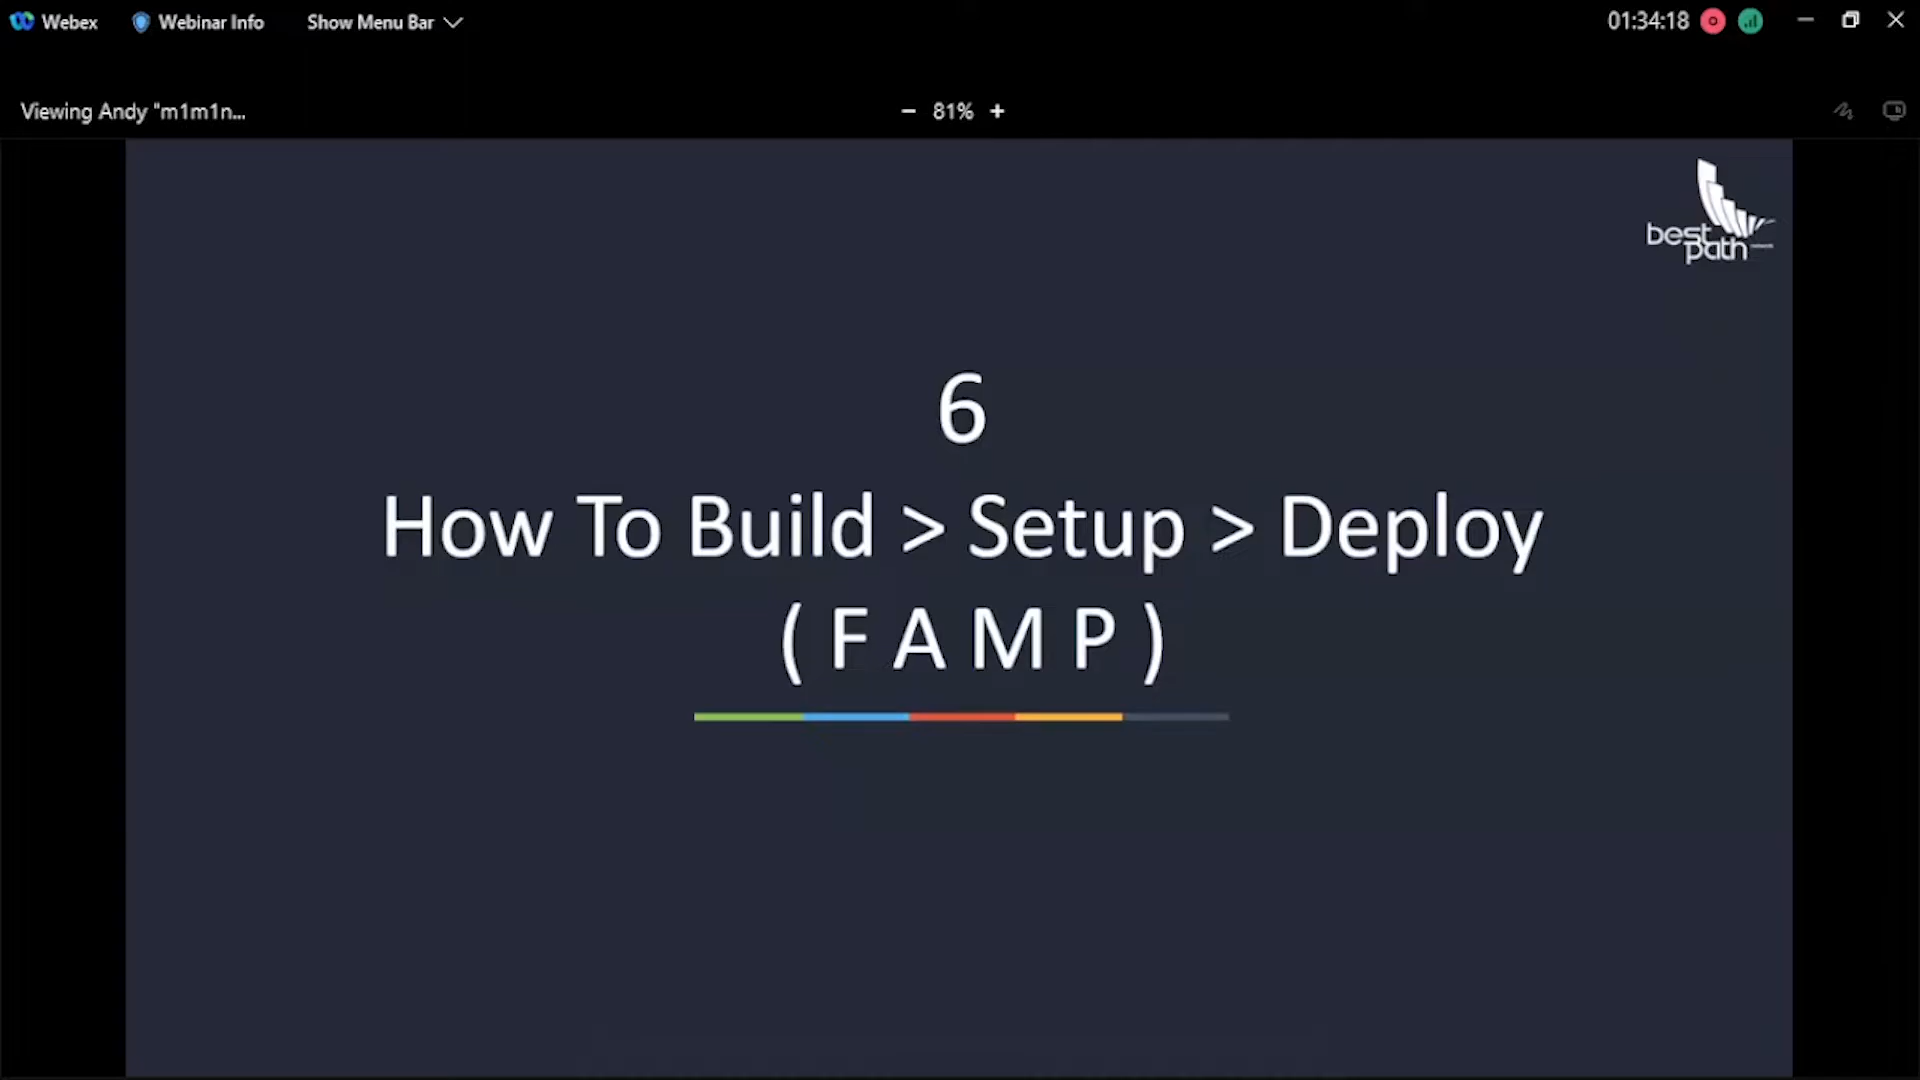 Webex Webinar Info Show Menu Bar 01:34:18
Viewing Andy "m1m1n... − 81% +
best
path
6
How To Build > Setup > Deploy
( F A M P )